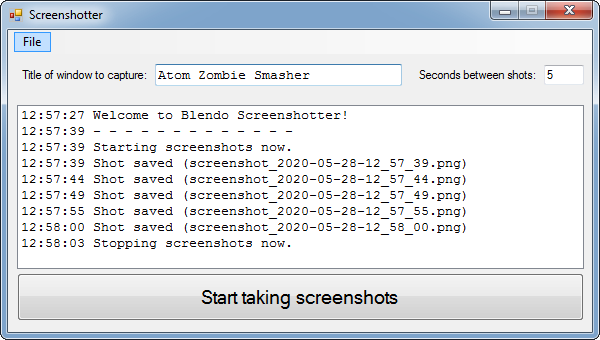 Screenshotter
File
Title of window to capture: Atom Zombie Smasher Seconds between shots: 5
12:57:27 Welcome to Blendo Screenshotter!
12:57:39 - - - - - - - - - - - - - -
12:57:39 Starting screenshots now.
12:57:39 Shot saved (screenshot_2020-05-28-12_57_39.png)
12:57:44 Shot saved (screenshot_2020-05-28-12_57_44.png)
12:57:49 Shot saved (screenshot_2020-05-28-12_57_49.png)
12:57:55 Shot saved (screenshot_2020-05-28-12_57_55.png)
12:58:00 Shot saved (screenshot_2020-05-28-12_58_00.png)
12:58:03 Stopping screenshots now.
Start taking screenshots